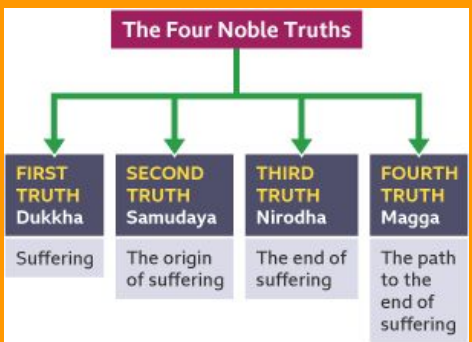 The Four Noble Truths
FIRST
TRUTH
Dukkha
Suffering
SECOND
TRUTH
Samudaya
The origin
of suffering
THIRD
TRUTH
Nirodha
The end of
suffering
FOURTH
TRUTH
Magga
The path
to the
end of
suffering